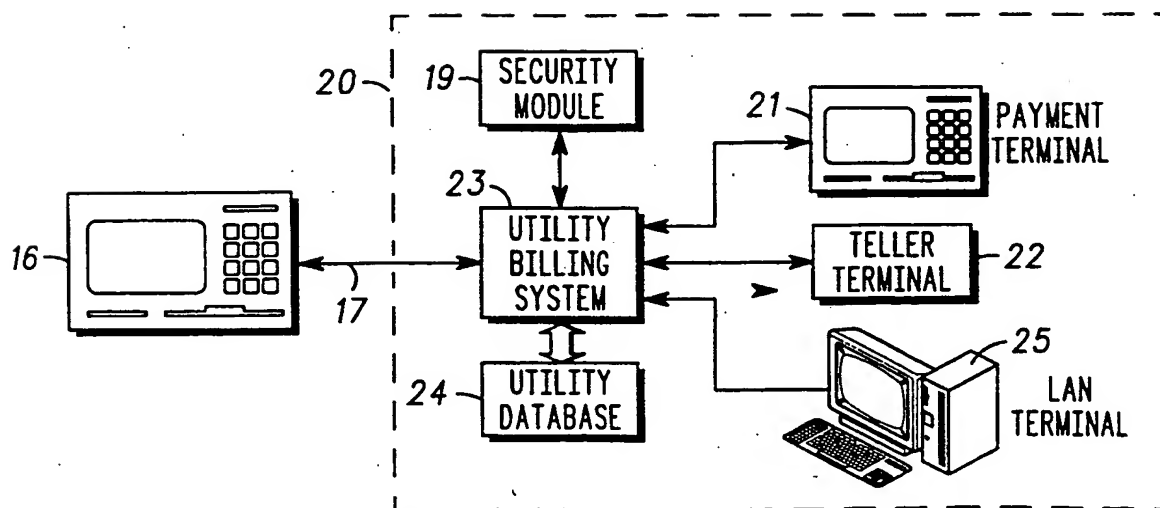 20
19
SECURITY
MODULE
21
PAYMENT
TERMINAL
16
17
23
UTILITY
BILLING
SYSTEM
TELLER
TERMINAL
22
24
UTILITY
DATABASE
25
LAN
TERMINAL